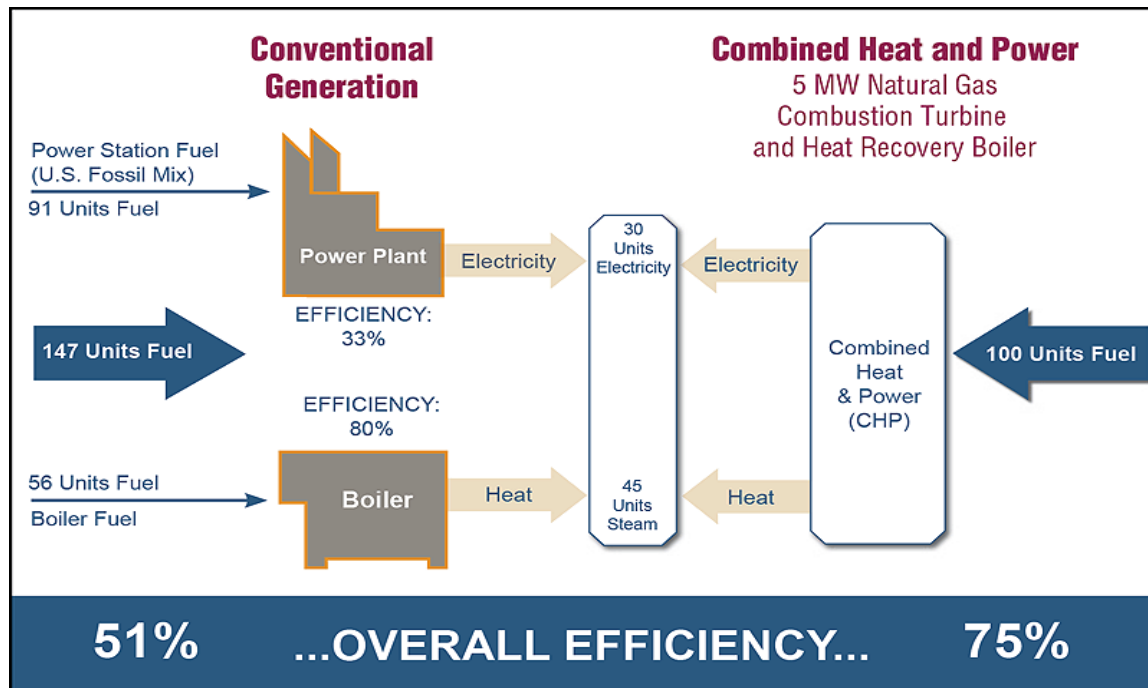 Conventional
Generation
Combined Heat and Power
5 MW Natural Gas
Combustion Turbine
and Heat Recovery Boiler
Power Station Fuel
(U.S. Fossil Mix)
91 Units Fuel
Power Plant
Electricity
30
Units
Electricity
Electricity
EFFICIENCY:
33%
147 Units Fuel
Combined
Heat
& Power
(CHP)
100 Units Fuel
EFFICIENCY:
80%
56 Units Fuel
Boiler Fuel
Boiler
Heat
45
Units
Steam
Heat
51% ...OVERALL EFFICIENCY... 75%